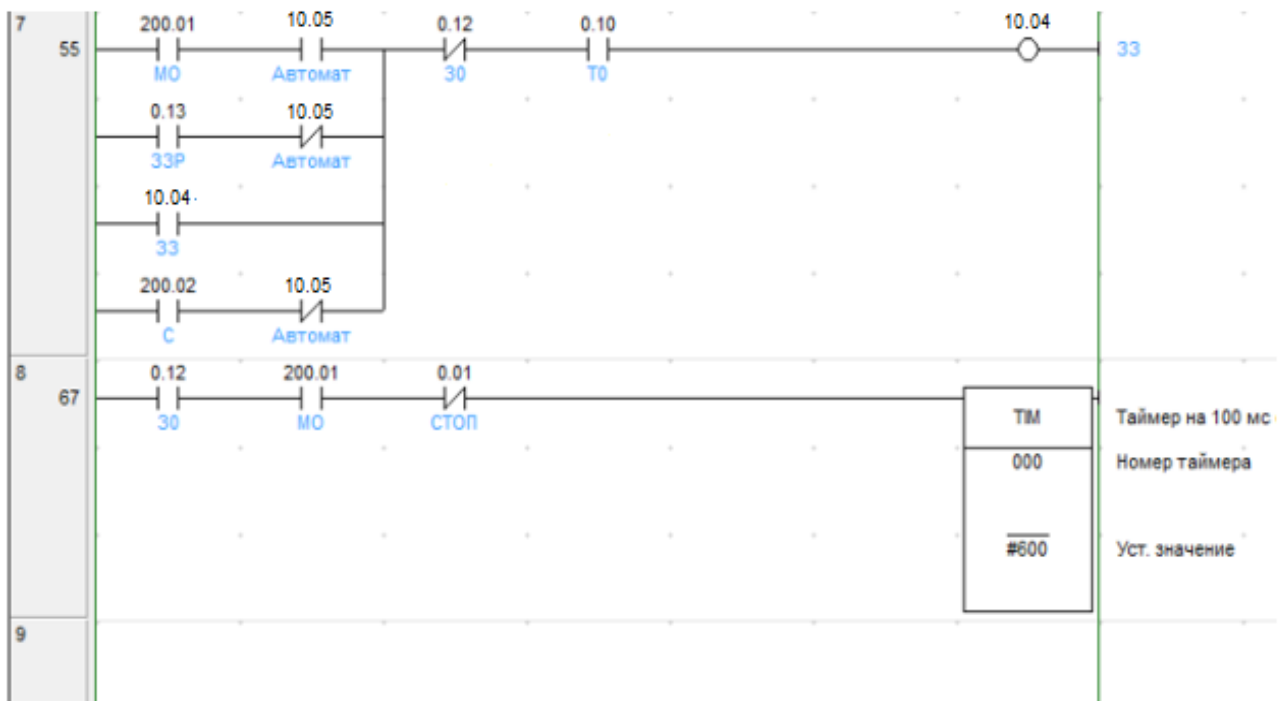 7
55
200.01 10.05 0.12 0.10 10.04
МО Автомат ЗО ТО ЗЗ
0.13 10.05
ЗЗР Автомат
10.04
ЗЗ
200.02 10.05
С Автомат
8
67
0.12 200.01 0.01
ЗО МО СТОП
TIM Таймер на 100 мс
000 Номер таймера
#600 Уст. значение
9